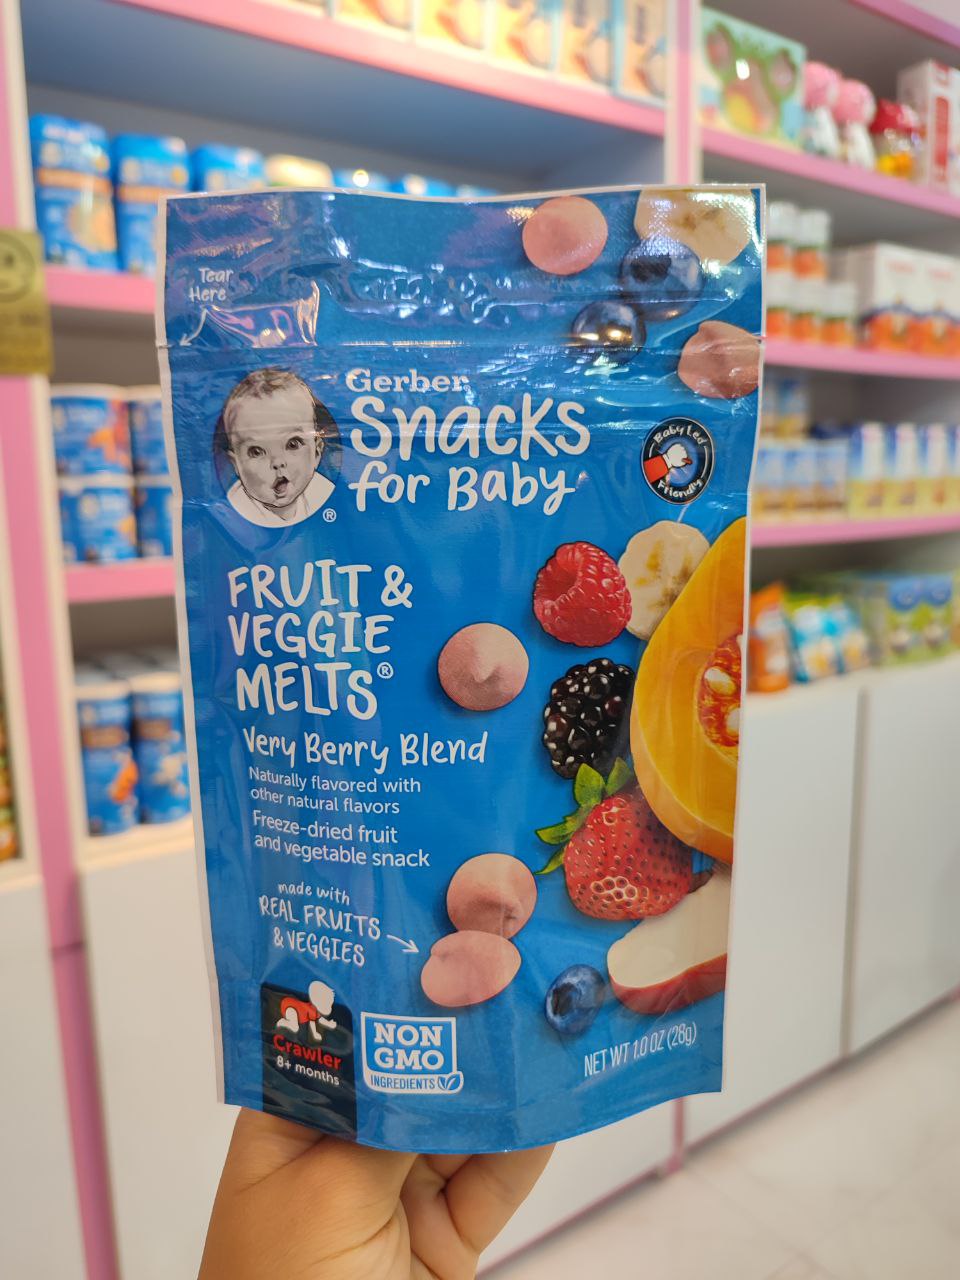 Tear
Here
Gerber
Snacks
for Baby
®
Baby Led
Friendly
FRUIT &
VEGGIE
MELTS®
Very Berry Blend
Naturally flavored with
other natural flavors
Freeze-dried fruit
and vegetable snack
made with
REAL FRUITS
& VEGGIES
Crawler
8+ months
NON
GMO
INGREDIENTS
NET WT 1.0 OZ (28g)